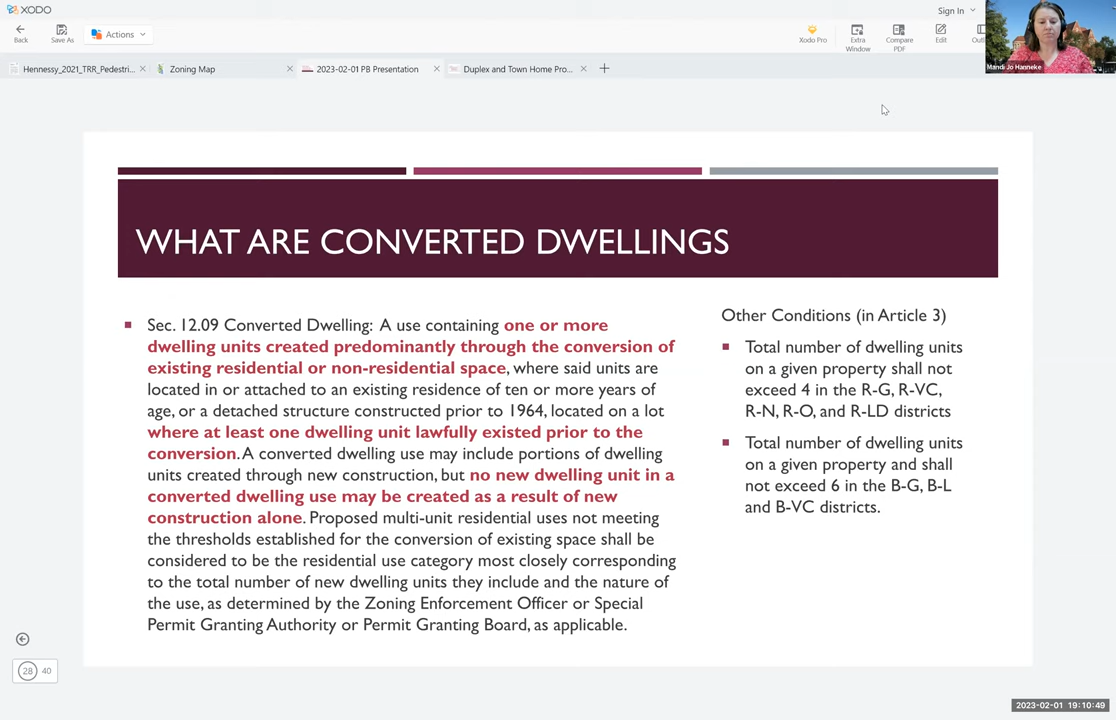 XODO
Sign In
Back
Save As
Actions
Xodo Pro
Extra Window
Compare PDF
Edit
Mandi Jo Hanneke
Hennessy_2021_TRR_Pedestri...
Zoning Map
2023-02-01 PB Presentation
Duplex and Town Home Pro...
WHAT ARE CONVERTED DWELLINGS
Sec. 12.09 Converted Dwelling: A use containing one or more
dwelling units created predominantly through the conversion of
existing residential or non-residential space, where said units are
located in or attached to an existing residence of ten or more years of
age, or a detached structure constructed prior to 1964, located on a lot
where at least one dwelling unit lawfully existed prior to the
conversion. A converted dwelling use may include portions of dwelling
units created through new construction, but no new dwelling unit in a
converted dwelling use may be created as a result of new
construction alone. Proposed multi-unit residential uses not meeting
the thresholds established for the conversion of existing space shall be
considered to be the residential use category most closely corresponding
to the total number of new dwelling units they include and the nature of
the use, as determined by the Zoning Enforcement Officer or Special
Permit Granting Authority or Permit Granting Board, as applicable.
Other Conditions (in Article 3)
Total number of dwelling units
on a given property shall not
exceed 4 in the R-G, R-VC,
R-N, R-O, and R-LD districts
Total number of dwelling units
on a given property and shall
not exceed 6 in the B-G, B-L
and B-VC districts.
28 40
2023-02-01 19:10:49